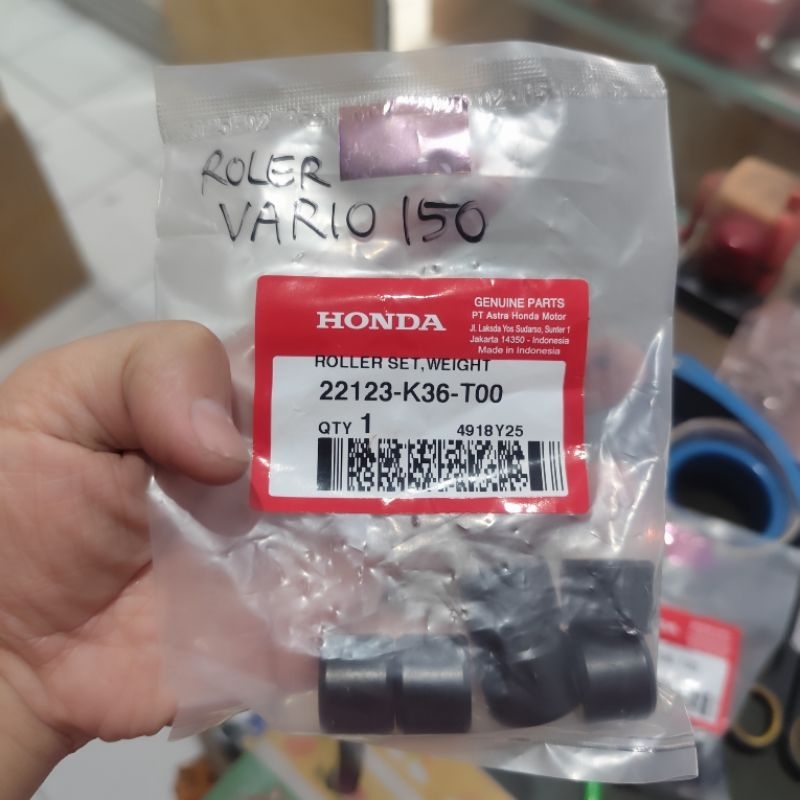 ROLER
VARIO 150
HONDA
GENUINE PARTS
PT Astra Honda Motor
Jl. Laksda Yos Sudarso, Sunter 1
Jakarta 14350 - Indonesia
Made in Indonesia
ROLLER SET, WEIGHT
22123-K36-T00
QTY 1
4918Y25